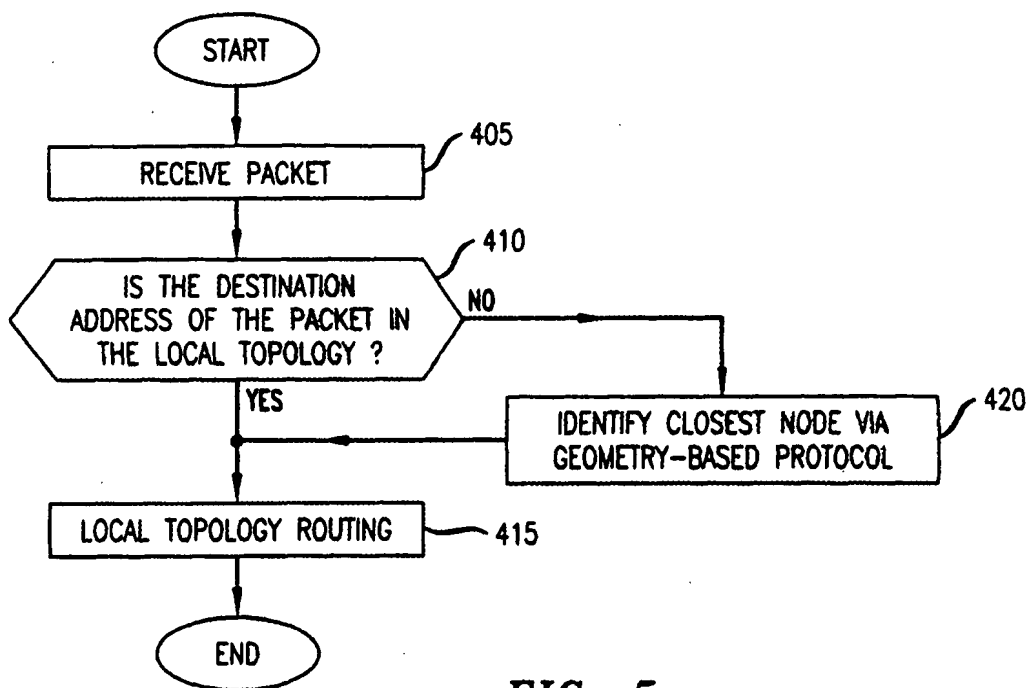 START
405
RECEIVE PACKET
410
IS THE DESTINATION
ADDRESS OF THE PACKET IN
THE LOCAL TOPOLOGY ?
NO
YES
420
IDENTIFY CLOSEST NODE VIA
GEOMETRY-BASED PROTOCOL
LOCAL TOPOLOGY ROUTING
415
END
FIG. 5